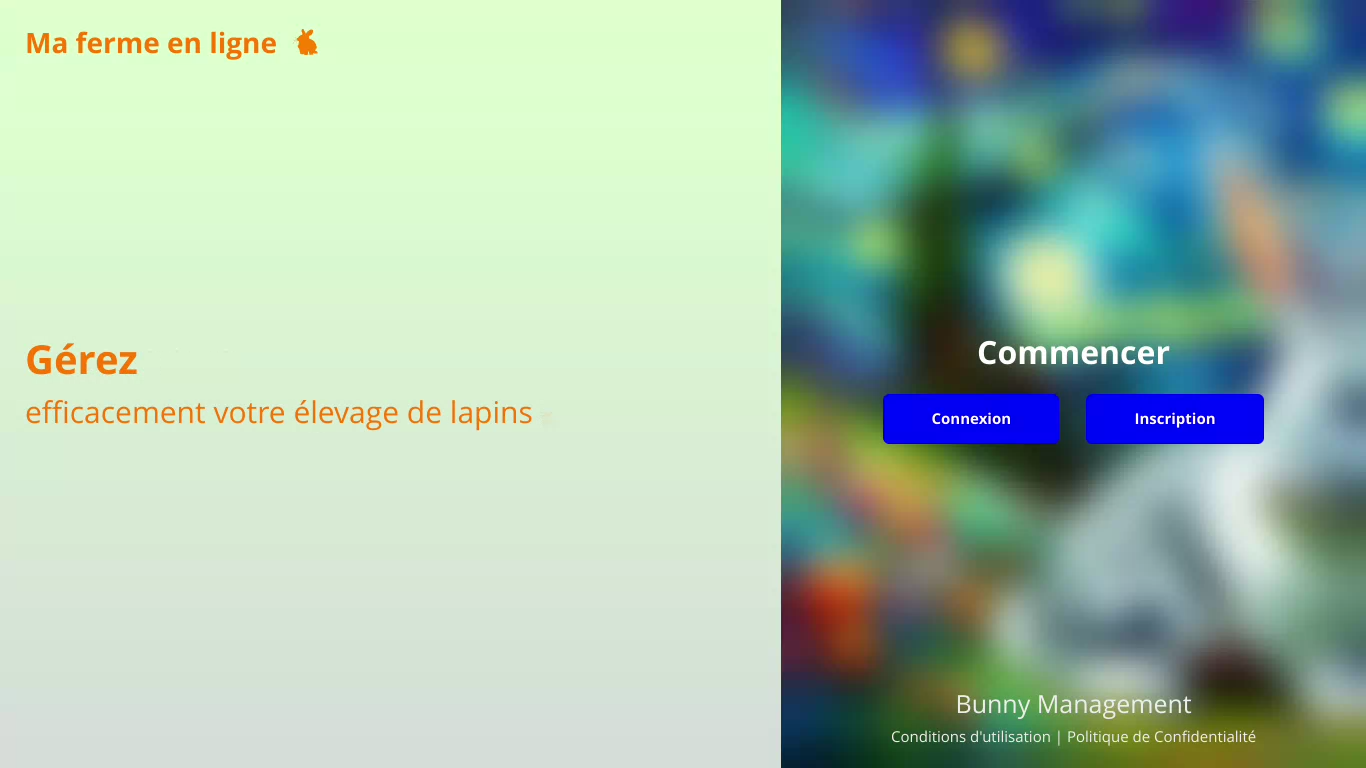 Ma ferme en ligne
Gérez
efficacement votre élevage de lapins
Commencer
Connexion
Inscription
Bunny Management
Conditions d'utilisation | Politique de Confidentialité